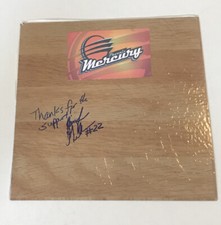 Mercury
Thanks for the
support
#22